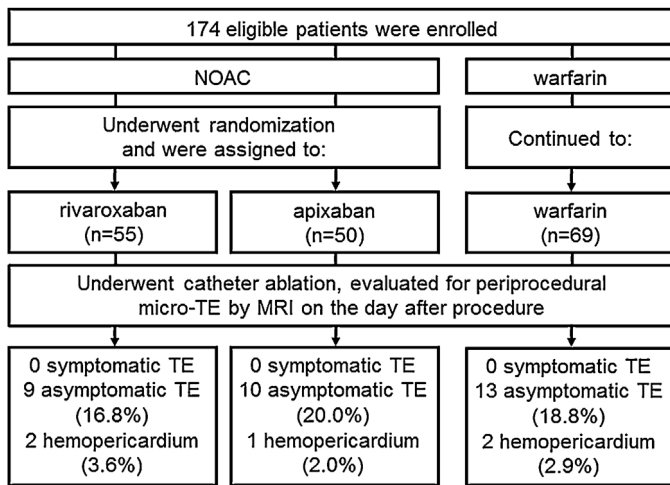 174 eligible patients were enrolled
NOAC
warfarin
Underwent randomization
and were assigned to:
Continued to:
rivaroxaban
(n=55)
apixaban
(n=50)
warfarin
(n=69)
Underwent catheter ablation, evaluated for periprocedural
micro-TE by MRI on the day after procedure
0 symptomatic TE
9 asymptomatic TE
(16.8%)
2 hemopericardium
(3.6%)
0 symptomatic TE
10 asymptomatic TE
(20.0%)
1 hemopericardium
(2.0%)
0 symptomatic TE
13 asymptomatic TE
(18.8%)
2 hemopericardium
(2.9%)